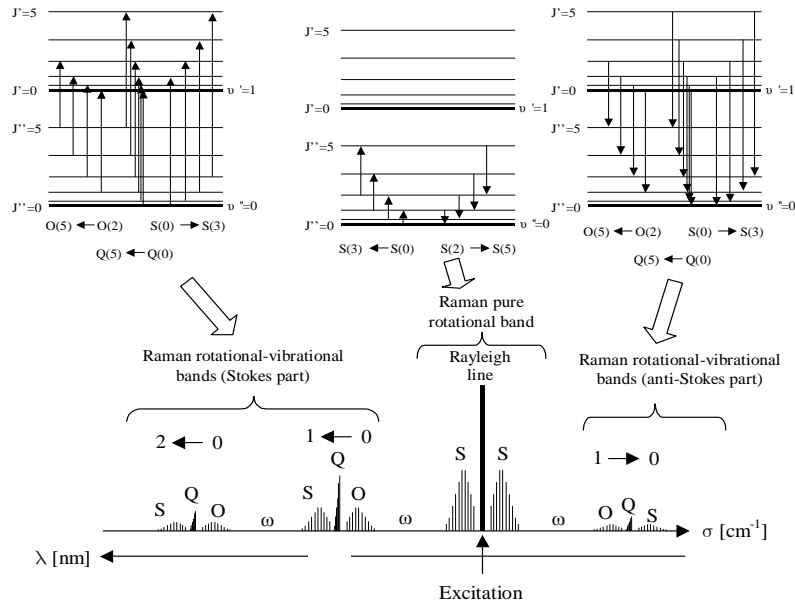 J'=5
J'=0
υ'=1
J''=5
J''=0
υ''=0
O(5) O(2) S(0) S(3)
Q(5) Q(0)
J'=5
J'=0
υ'=1
J''=5
J''=0
υ''=0
S(3) S(0) S(2) S(5)
J'=5
J'=0
υ'=1
J''=5
J''=0
υ''=0
O(5) O(2) S(0) S(3)
Q(5) Q(0)
Raman pure
rotational band
Rayleigh
line
Raman rotational-vibrational
bands (Stokes part)
Raman rotational-vibrational
bands (anti-Stokes part)
2 0
1 0
1 0
S Q O
ω
S Q O
ω
S S
ω
O Q S
σ [cm⁻¹]
λ [nm]
Excitation